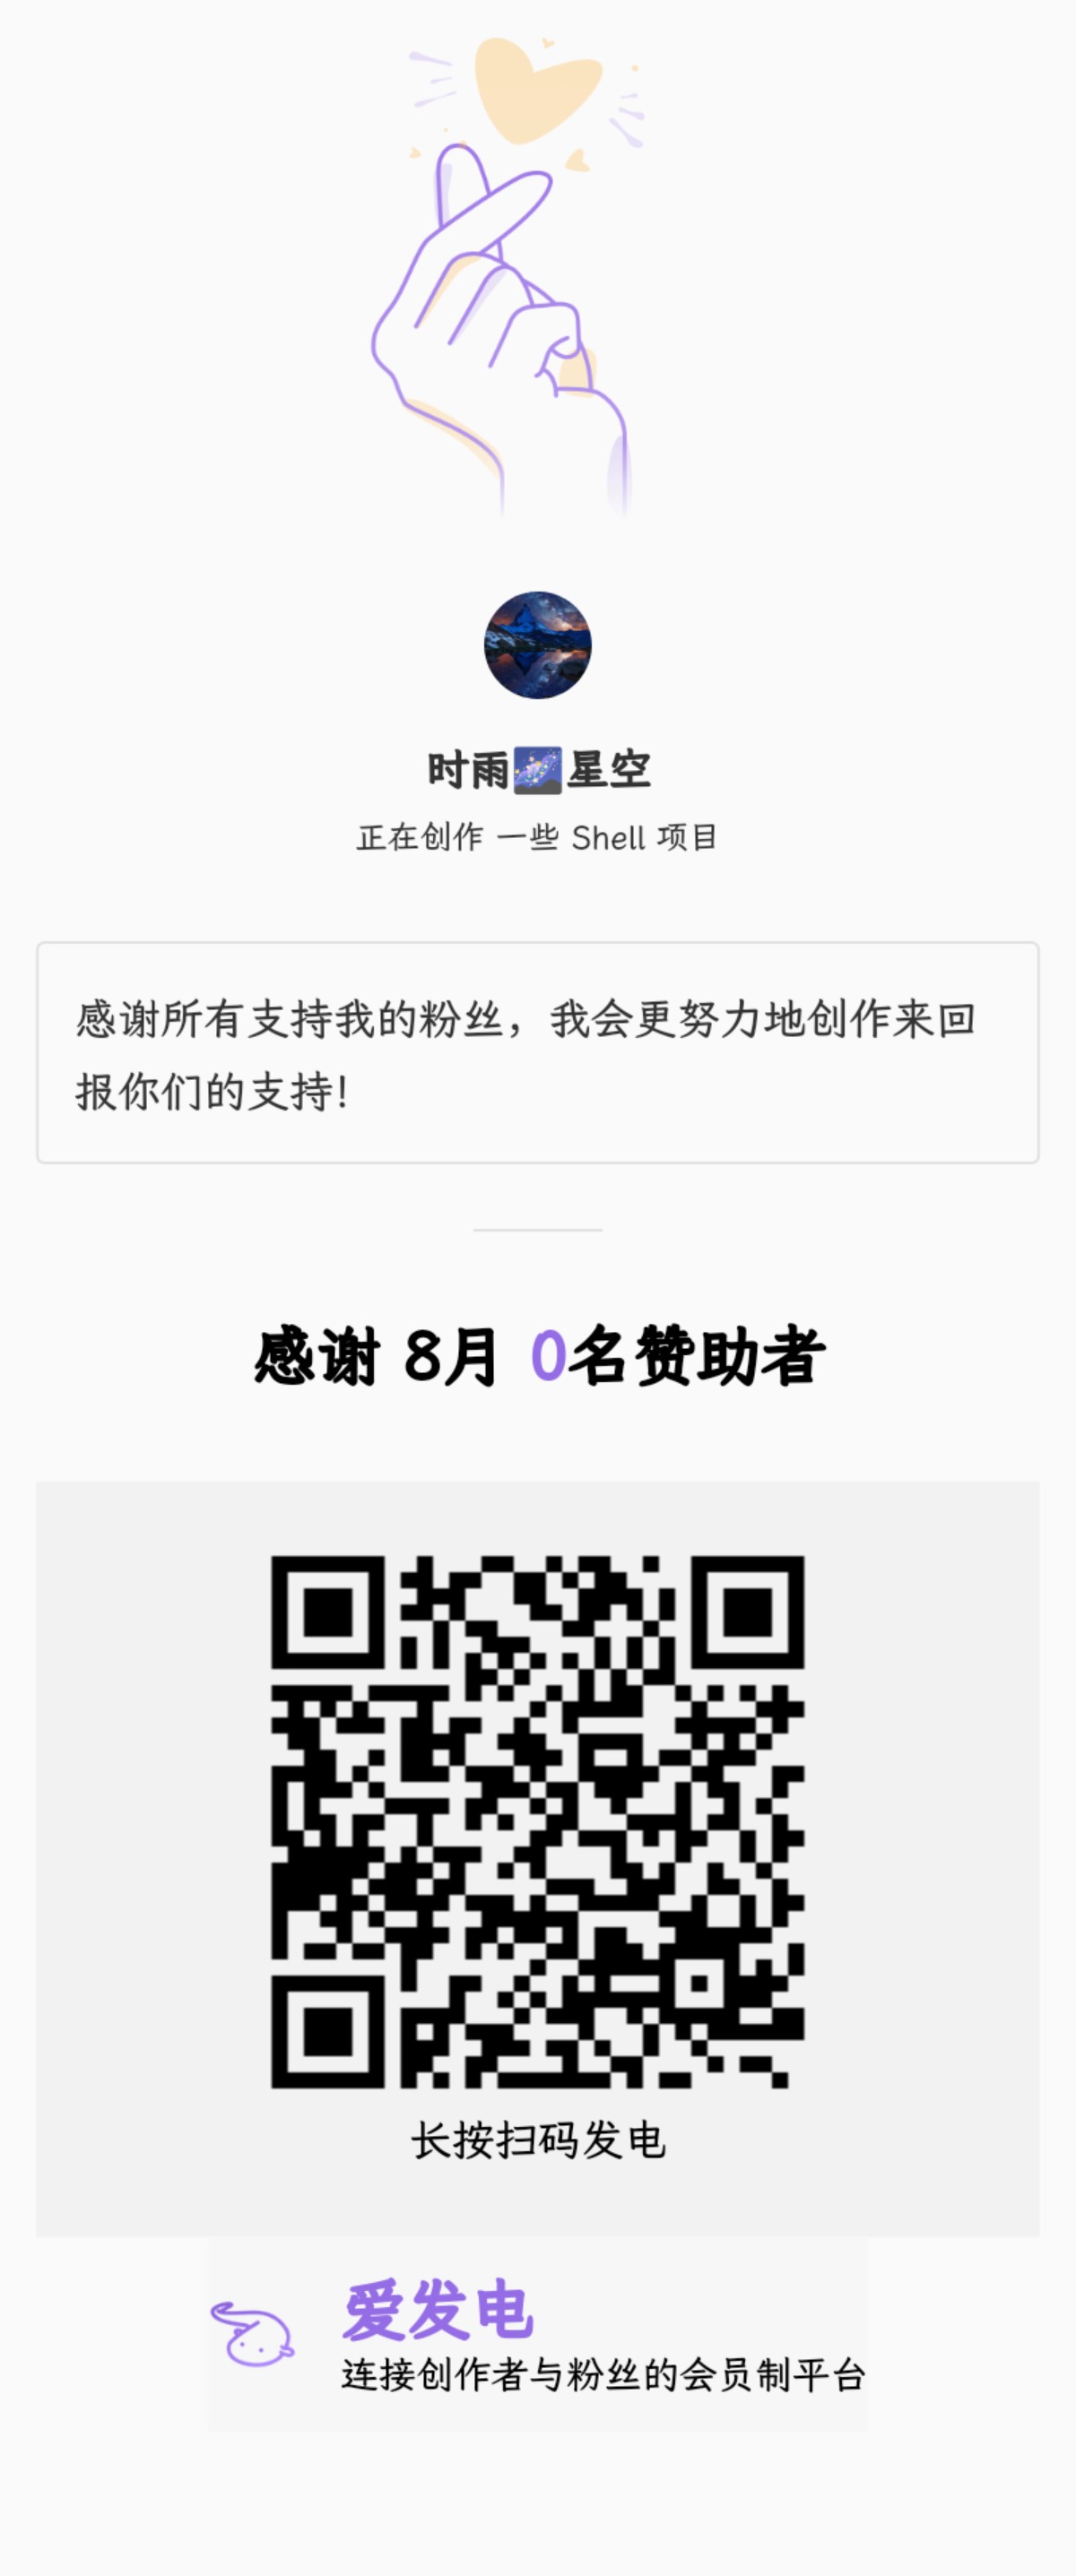 时雨🌌星空
正在创作 一些 Shell 项目
感谢所有支持我的粉丝，我会更努力地创作来回
报你们的支持！
感谢 8月 0名赞助者
长按扫码发电
爱发电
连接创作者与粉丝的会员制平台